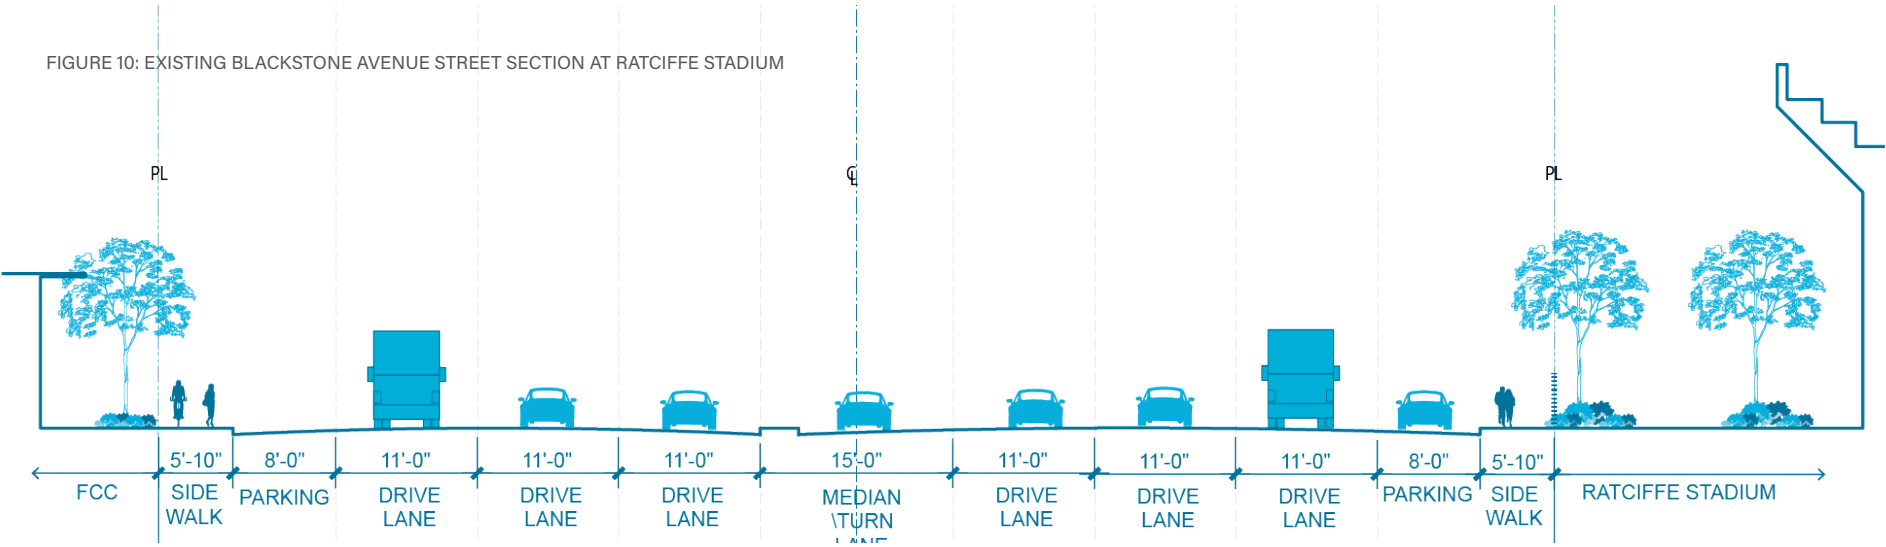 FIGURE 10: EXISTING BLACKSTONE AVENUE STREET SECTION AT RATCIFFE STADIUM
PL
CL
PL
5'-10"
8'-0"
11'-0"
11'-0"
11'-0"
15'-0"
11'-0"
11'-0"
11'-0"
8'-0"
5'-10"
FCC
SIDE
WALK
PARKING
DRIVE
LANE
DRIVE
LANE
DRIVE
LANE
MEDIAN
\TURN
LANE
DRIVE
LANE
DRIVE
LANE
DRIVE
LANE
PARKING
SIDE
WALK
RATCIFFE STADIUM